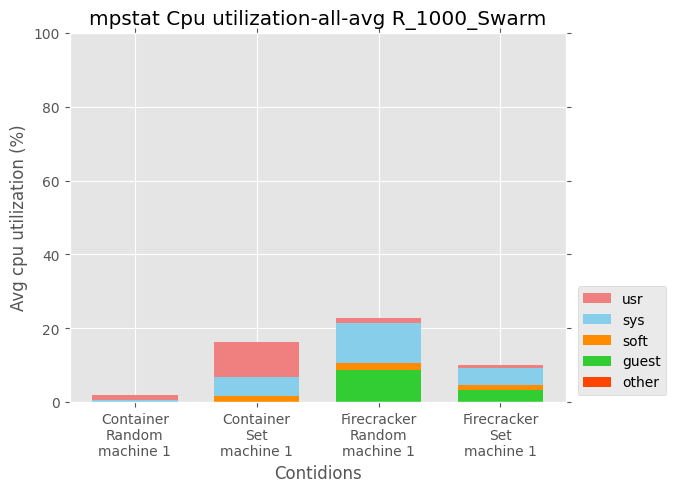 mpstat Cpu utilization-all-avg R_1000_Swarm
100
80
60
40
20
0
Avg cpu utilization (%)
Container
Random
machine 1
Container
Set
machine 1
Firecracker
Random
machine 1
Firecracker
Set
machine 1
Contidions
usr
sys
soft
guest
other